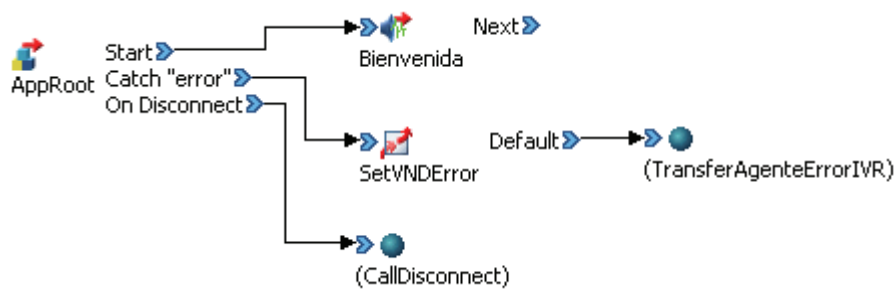 AppRoot
Start
Catch "error"
On Disconnect
Bienvenida
Next
SetVNDError
Default
(TransferAgenteErrorIVR)
(CallDisconnect)